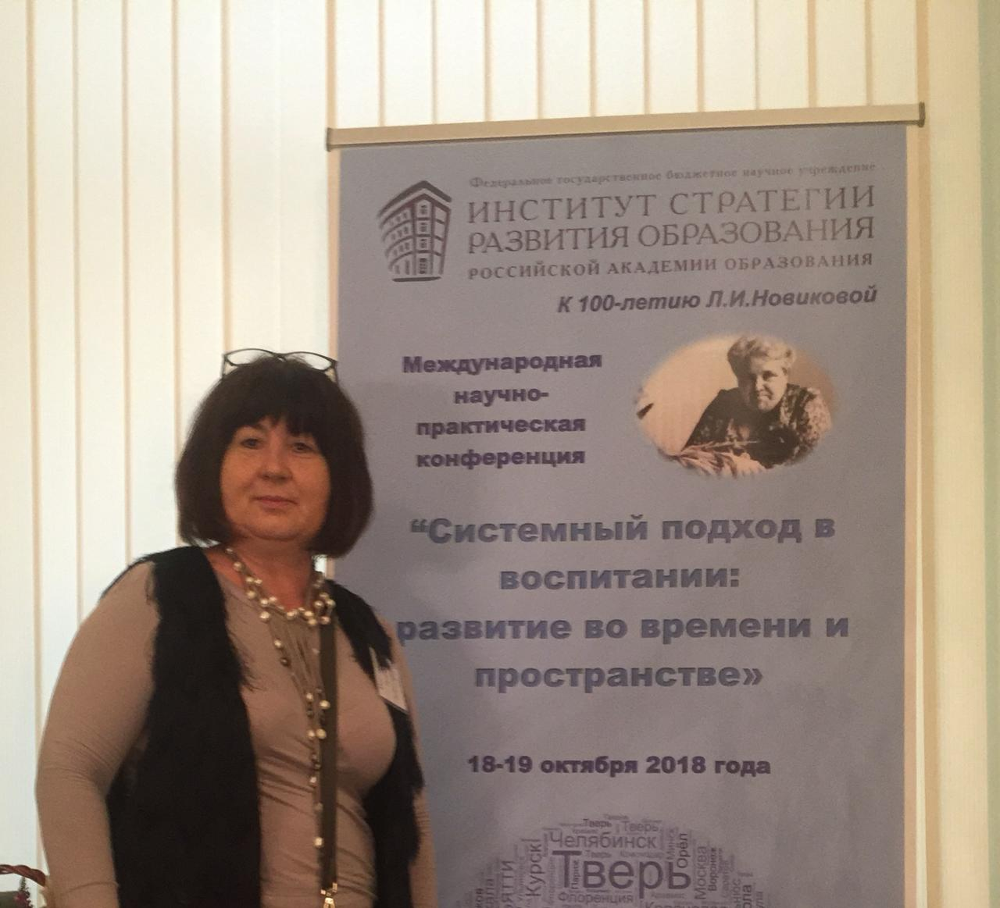 Федеральное государственное бюджетное научное учреждение
ИНСТИТУТ СТРАТЕГИИ
РАЗВИТИЯ ОБРАЗОВАНИЯ
РОССИЙСКОЙ АКАДЕМИИ ОБРАЗОВАНИЯ
К 100-летию Л.И.Новиковой
Международная
научно-
практическая
конференция
“Системный подход в
воспитании:
развитие во времени и
пространстве»
18-19 октября 2018 года
Тверь
Тверь
Челябинск
Тверь
Орёл
Минск
Москва
Воронеж
Курск
Париж
Флоренция
Краснодар